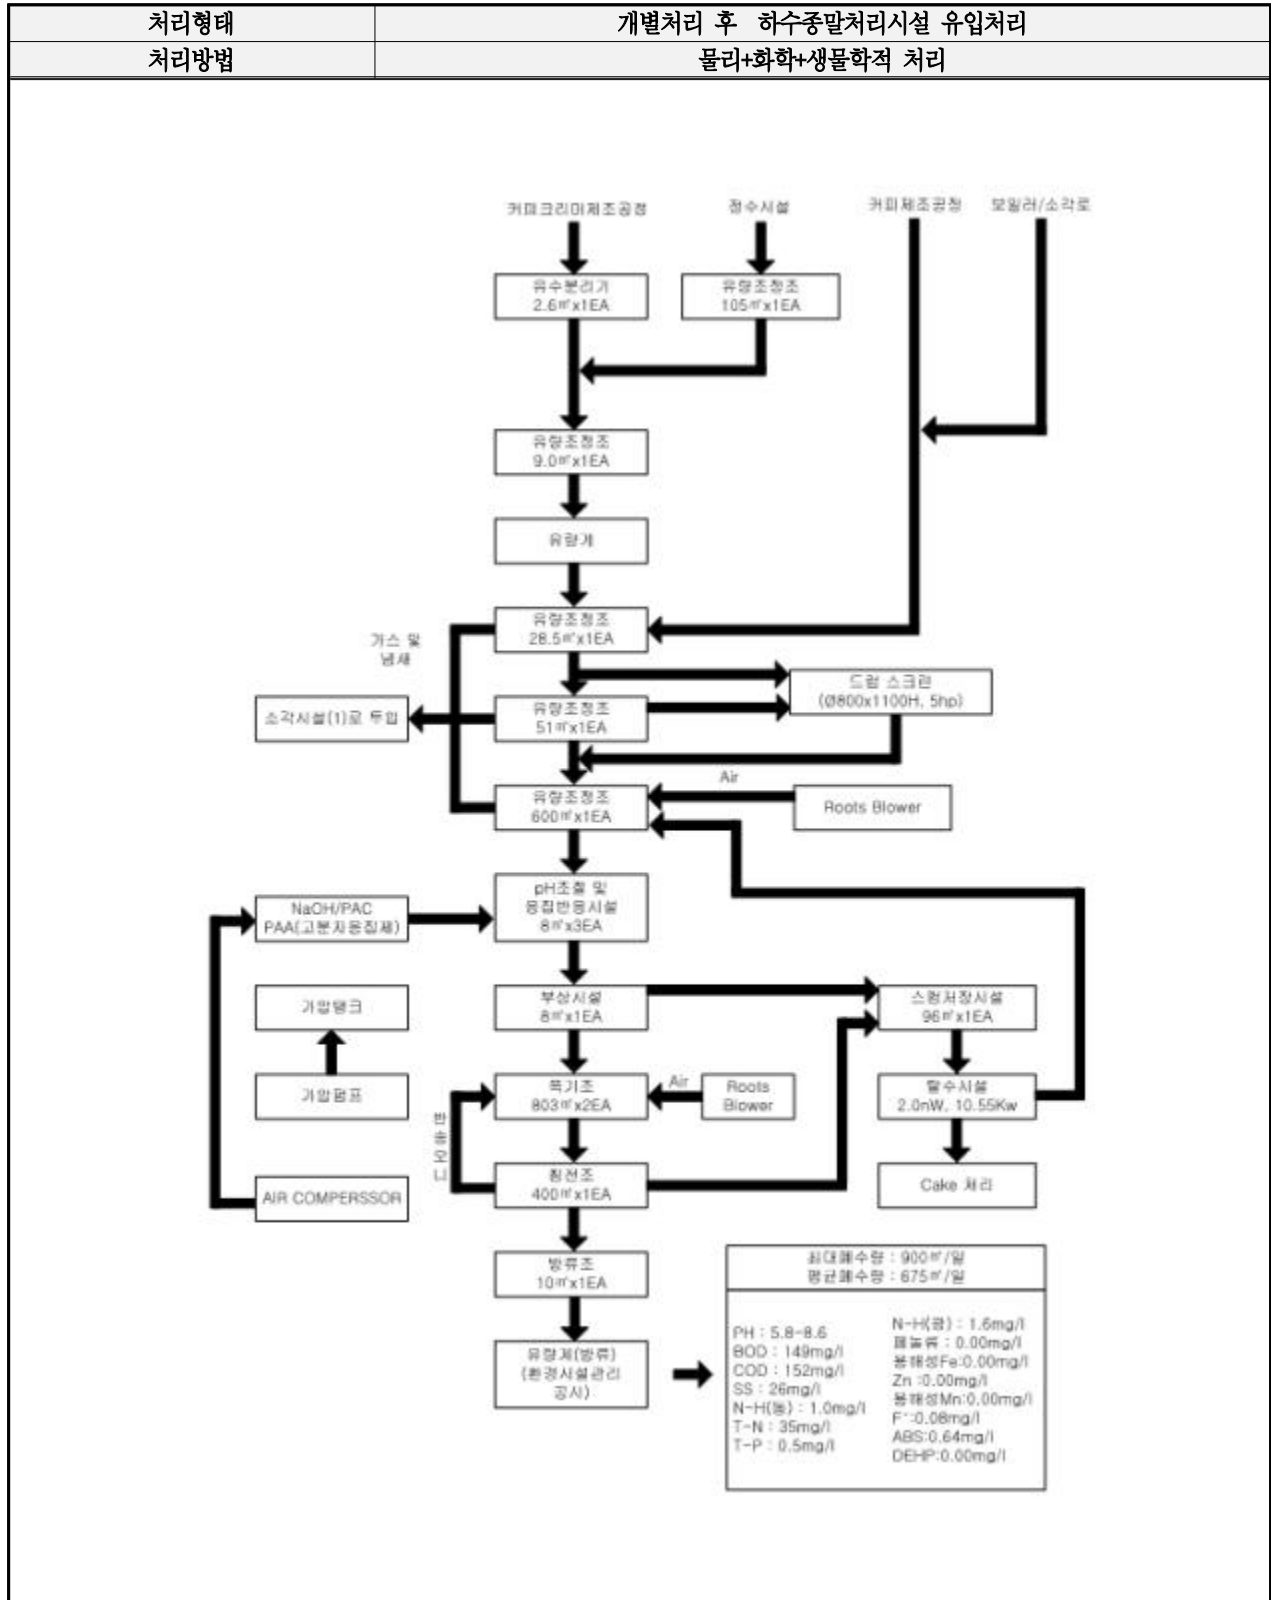 처리형태
개별처리 후 하수종말처리시설 유입처리
처리방법
물리+화학+생물학적 처리
커피크리머제조공정
정수시설
커피제조공정
보일러/소각로
유수분리기
2.6㎥x1EA
유량조정조
105㎥x1EA
유량조정조
9.0㎥x1EA
유량계
유량조정조
28.5㎥x1EA
가스 및
냄새
드럼 스크린
(Ø800x1100H, 5hp)
소각시설(1)로 투입
유량조정조
51㎥x1EA
Air
유량조정조
600㎥x1EA
Roots Blower
pH조절 및
응집반응시설
8㎥x3EA
NaOH/PAC
PAA(고분자응집제)
가압탱크
부상시설
8㎥x1EA
스컴저장시설
96㎥x1EA
가압펌프
폭기조
803㎥x2EA
Air
Roots
Blower
탈수시설
2.0nW, 10.55Kw
반송오니
AIR COMPERSSOR
침전조
400㎥x1EA
Cake 처리
방류조
10㎥x1EA
최대폐수량 : 900㎥/일
평균폐수량 : 675㎥/일
유량계(방류)
(환경시설관리
공사)
PH : 5.8-8.6
BOD : 149mg/l
COD : 152mg/l
SS : 26mg/l
N-H(동) : 1.0mg/l
T-N : 35mg/l
T-P : 0.5mg/l
N-H(광) : 1.6mg/l
페놀류 : 0.00mg/l
용해성Fe:0.00mg/l
Zn :0.00mg/l
용해성Mn:0.00mg/l
F⁻:0.08mg/l
ABS:0.64mg/l
DEHP:0.00mg/l